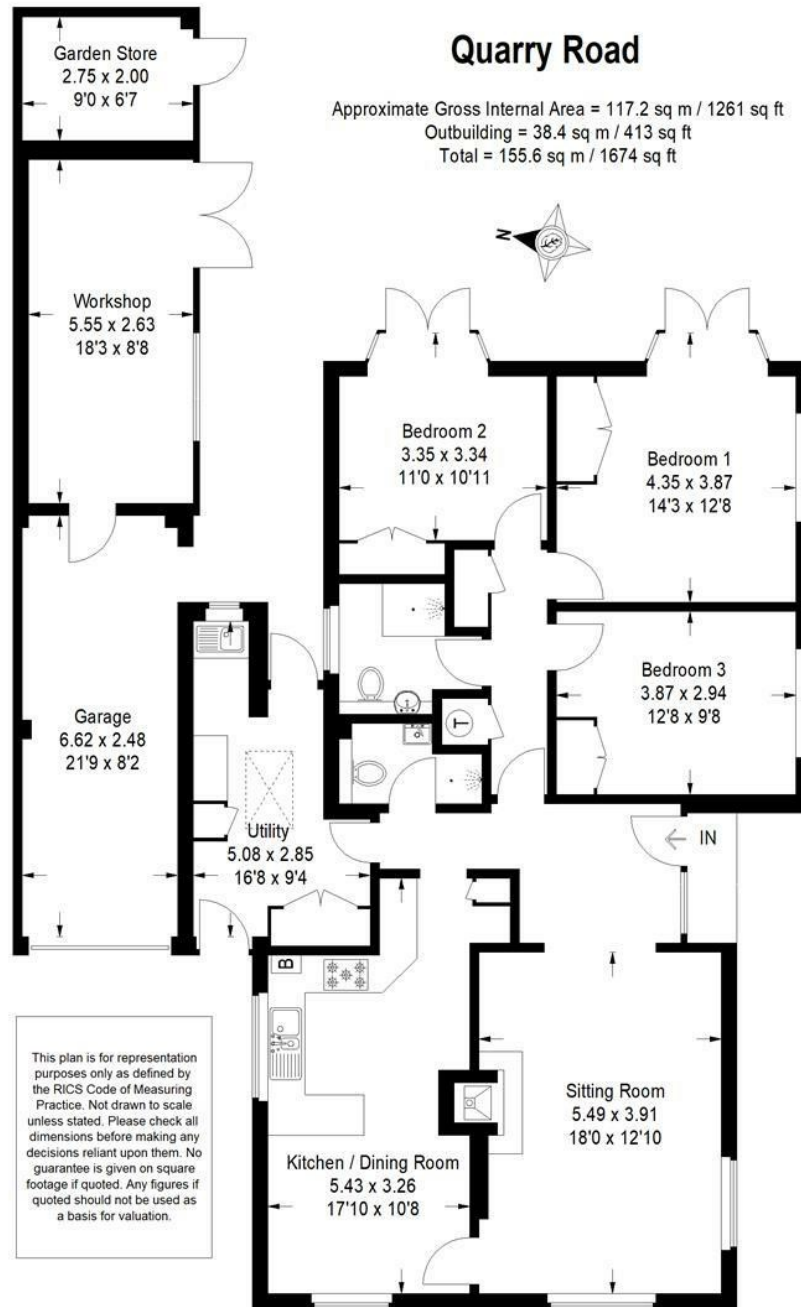 Quarry Road
Approximate Gross Internal Area = 117.2 sq m / 1261 sq ft
Outbuilding = 38.4 sq m / 413 sq ft
Total = 155.6 sq m / 1674 sq ft
N
Garden Store
2.75 x 2.00
9'0 x 6'7
Workshop
5.55 x 2.63
18'3 x 8'8
Bedroom 2
3.35 x 3.34
11'0 x 10'11
Bedroom 1
4.35 x 3.87
14'3 x 12'8
Bedroom 3
3.87 x 2.94
12'8 x 9'8
Garage
6.62 x 2.48
21'9 x 8'2
T
Utility
5.08 x 2.85
16'8 x 9'4
IN
B
Sitting Room
5.49 x 3.91
18'0 x 12'10
Kitchen / Dining Room
5.43 x 3.26
17'10 x 10'8
This plan is for representation
purposes only as defined by
the RICS Code of Measuring
Practice. Not drawn to scale
unless stated. Please check all
dimensions before making any
decisions reliant upon them. No
guarantee is given on square
footage if quoted. Any figures if
quoted should not be used as
a basis for valuation.